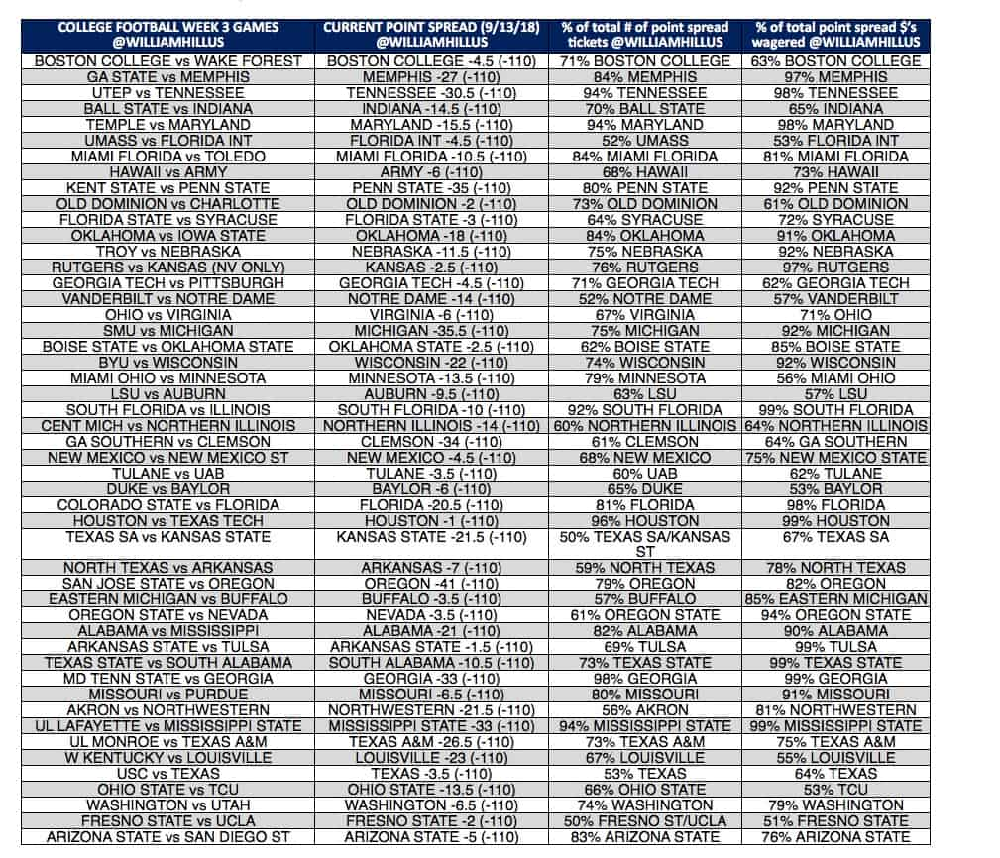 COLLEGE FOOTBALL WEEK 3 GAMES @WILLIAMHILLUS CURRENT POINT SPREAD (9/13/18) @WILLIAMHILLUS % of total # of point spread tickets @WILLIAMHILLUS % of total point spread $'s wagered @WILLIAMHILLUS
BOSTON COLLEGE vs WAKE FOREST BOSTON COLLEGE -4.5 (-110) 71% BOSTON COLLEGE 63% BOSTON COLLEGE
GA STATE vs MEMPHIS MEMPHIS -27 (-110) 84% MEMPHIS 97% MEMPHIS
UTEP vs TENNESSEE TENNESSEE -30.5 (-110) 94% TENNESSEE 98% TENNESSEE
BALL STATE vs INDIANA INDIANA -14.5 (-110) 70% BALL STATE 65% INDIANA
TEMPLE vs MARYLAND MARYLAND -15.5 (-110) 94% MARYLAND 98% MARYLAND
UMASS vs FLORIDA INT FLORIDA INT -4.5 (-110) 52% UMASS 53% FLORIDA INT
MIAMI FLORIDA vs TOLEDO MIAMI FLORIDA -10.5 (-110) 84% MIAMI FLORIDA 81% MIAMI FLORIDA
HAWAII vs ARMY ARMY -6 (-110) 68% HAWAII 73% HAWAII
KENT STATE vs PENN STATE PENN STATE -35 (-110) 80% PENN STATE 92% PENN STATE
OLD DOMINION vs CHARLOTTE OLD DOMINION -2 (-110) 73% OLD DOMINION 61% OLD DOMINION
FLORIDA STATE vs SYRACUSE FLORIDA STATE -3 (-110) 64% SYRACUSE 72% SYRACUSE
OKLAHOMA vs IOWA STATE OKLAHOMA -18 (-110) 84% OKLAHOMA 91% OKLAHOMA
TROY vs NEBRASKA NEBRASKA -11.5 (-110) 75% NEBRASKA 92% NEBRASKA
RUTGERS vs KANSAS (NV ONLY) KANSAS -2.5 (-110) 76% RUTGERS 97% RUTGERS
GEORGIA TECH vs PITTSBURGH GEORGIA TECH -4.5 (-110) 71% GEORGIA TECH 62% GEORGIA TECH
VANDERBILT vs NOTRE DAME NOTRE DAME -14 (-110) 52% NOTRE DAME 57% VANDERBILT
OHIO vs VIRGINIA VIRGINIA -6 (-110) 67% VIRGINIA 71% OHIO
SMU vs MICHIGAN MICHIGAN -35.5 (-110) 75% MICHIGAN 92% MICHIGAN
BOISE STATE vs OKLAHOMA STATE OKLAHOMA STATE -2.5 (-110) 62% BOISE STATE 85% BOISE STATE
BYU vs WISCONSIN WISCONSIN -22 (-110) 74% WISCONSIN 92% WISCONSIN
MIAMI OHIO vs MINNESOTA MINNESOTA -13.5 (-110) 79% MINNESOTA 56% MIAMI OHIO
LSU vs AUBURN AUBURN -9.5 (-110) 63% LSU 57% LSU
SOUTH FLORIDA vs ILLINOIS SOUTH FLORIDA -10 (-110) 92% SOUTH FLORIDA 99% SOUTH FLORIDA
CENT MICH vs NORTHERN ILLINOIS NORTHERN ILLINOIS -14 (-110) 60% NORTHERN ILLINOIS 64% NORTHERN ILLINOIS
GA SOUTHERN vs CLEMSON CLEMSON -34 (-110) 61% CLEMSON 64% GA SOUTHERN
NEW MEXICO vs NEW MEXICO ST NEW MEXICO -4.5 (-110) 68% NEW MEXICO 75% NEW MEXICO STATE
TULANE vs UAB TULANE -3.5 (-110) 60% UAB 62% TULANE
DUKE vs BAYLOR BAYLOR -6 (-110) 65% DUKE 53% BAYLOR
COLORADO STATE vs FLORIDA FLORIDA -20.5 (-110) 81% FLORIDA 98% FLORIDA
HOUSTON vs TEXAS TECH HOUSTON -1 (-110) 96% HOUSTON 99% HOUSTON
TEXAS SA vs KANSAS STATE KANSAS STATE -21.5 (-110) 50% TEXAS SA/KANSAS ST 67% TEXAS SA
NORTH TEXAS vs ARKANSAS ARKANSAS -7 (-110) 59% NORTH TEXAS 78% NORTH TEXAS
SAN JOSE STATE vs OREGON OREGON -41 (-110) 79% OREGON 82% OREGON
EASTERN MICHIGAN vs BUFFALO BUFFALO -3.5 (-110) 57% BUFFALO 85% EASTERN MICHIGAN
OREGON STATE vs NEVADA NEVADA -3.5 (-110) 61% OREGON STATE 94% OREGON STATE
ALABAMA vs MISSISSIPPI ALABAMA -21 (-110) 82% ALABAMA 90% ALABAMA
ARKANSAS STATE vs TULSA ARKANSAS STATE -1.5 (-110) 69% TULSA 99% TULSA
TEXAS STATE vs SOUTH ALABAMA SOUTH ALABAMA -10.5 (-110) 73% TEXAS STATE 99% TEXAS STATE
MD TENN STATE vs GEORGIA GEORGIA -33 (-110) 98% GEORGIA 99% GEORGIA
MISSOURI vs PURDUE MISSOURI -6.5 (-110) 80% MISSOURI 91% MISSOURI
AKRON vs NORTHWESTERN NORTHWESTERN -21.5 (-110) 56% AKRON 81% NORTHWESTERN
UL LAFAYETTE vs MISSISSIPPI STATE MISSISSIPPI STATE -33 (-110) 94% MISSISSIPPI STATE 99% MISSISSIPPI STATE
UL MONROE vs TEXAS A&M TEXAS A&M -26.5 (-110) 73% TEXAS A&M 75% TEXAS A&M
W KENTUCKY vs LOUISVILLE LOUISVILLE -23 (-110) 67% LOUISVILLE 55% LOUISVILLE
USC vs TEXAS TEXAS -3.5 (-110) 53% TEXAS 64% TEXAS
OHIO STATE vs TCU OHIO STATE -13.5 (-110) 66% OHIO STATE 53% TCU
WASHINGTON vs UTAH WASHINGTON -6.5 (-110) 74% WASHINGTON 79% WASHINGTON
FRESNO STATE vs UCLA FRESNO STATE -2 (-110) 50% FRESNO ST/UCLA 51% FRESNO STATE
ARIZONA STATE vs SAN DIEGO ST ARIZONA STATE -5 (-110) 83% ARIZONA STATE 76% ARIZONA STATE